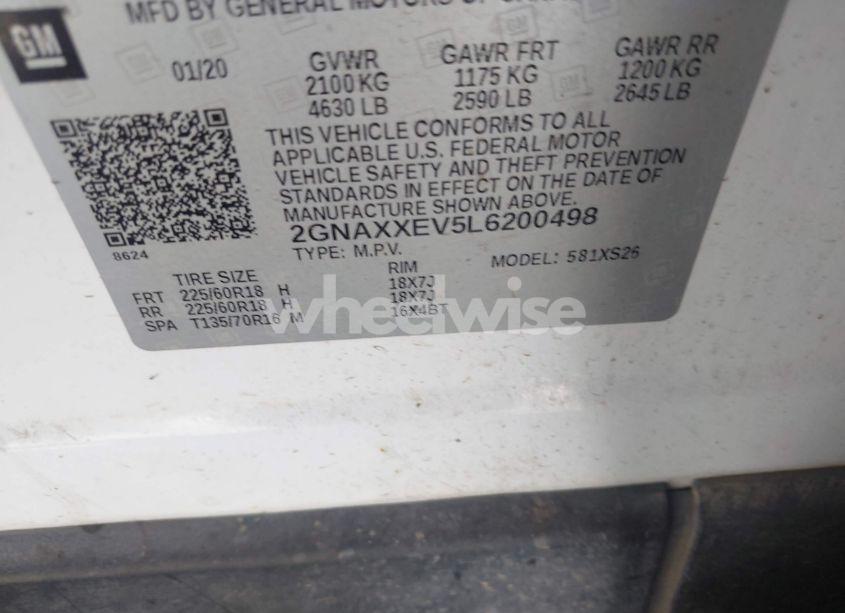 MFD BY GENERAL MOTORS OF
GM
01/20
GVWR GAWR FRT GAWR RR
2100 KG 1175 KG 1200 KG
4630 LB 2590 LB 2645 LB
THIS VEHICLE CONFORMS TO ALL
APPLICABLE U.S. FEDERAL MOTOR
VEHICLE SAFETY AND THEFT PREVENTION
STANDARDS IN EFFECT ON THE DATE OF
MANUFACTURE SHOWN ABOVE.
2GNAXXEV5L6200498
8624
TYPE: M.P.V. MODEL: 581XS26
TIRE SIZE RIM
FRT 225/60R18 H 18X7J
RR 225/60R18 H 18X7J
SPA T135/70R16 M 16X4BT
wheelwise